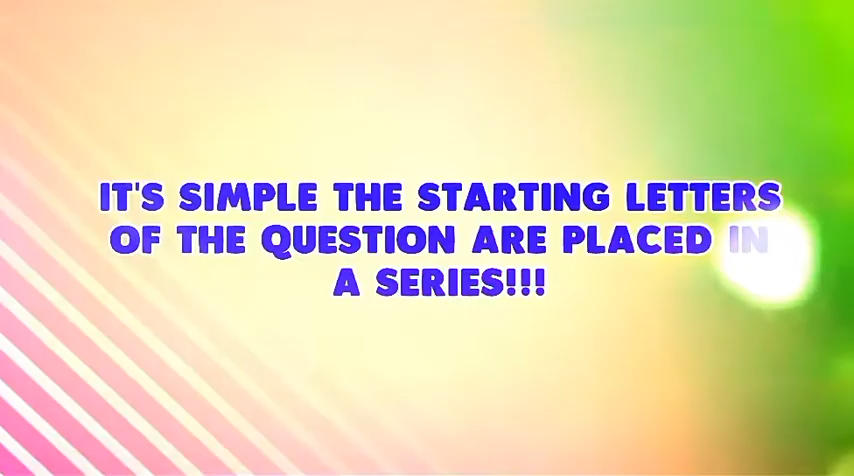 IT'S SIMPLE THE STARTING LETTERS
OF THE QUESTION ARE PLACED IN
A SERIES!!!